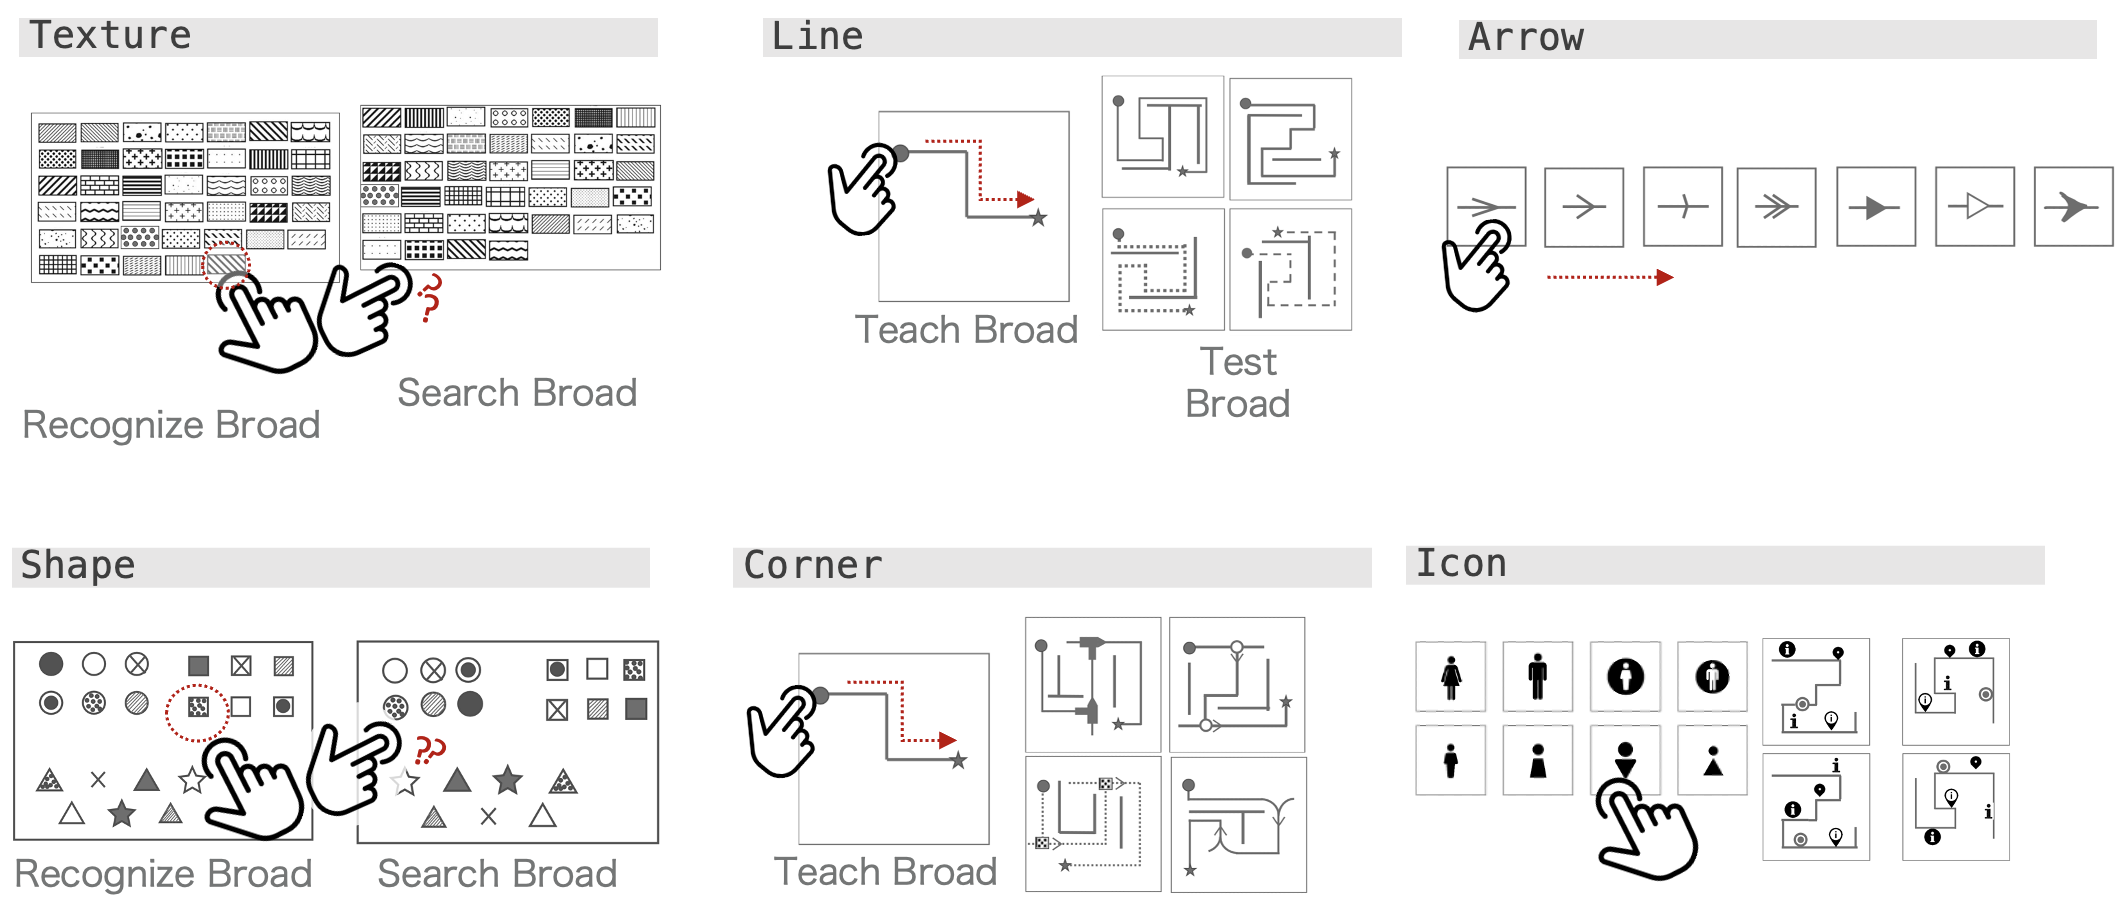 Texture
Line
Arrow
??
Recognize Broad
Search Broad
Teach Broad
Test
Broad
Shape
Corner
Icon
??
Recognize Broad
Search Broad
Teach Broad
i
i
i
i
i
i
i
i
i
i
i
i